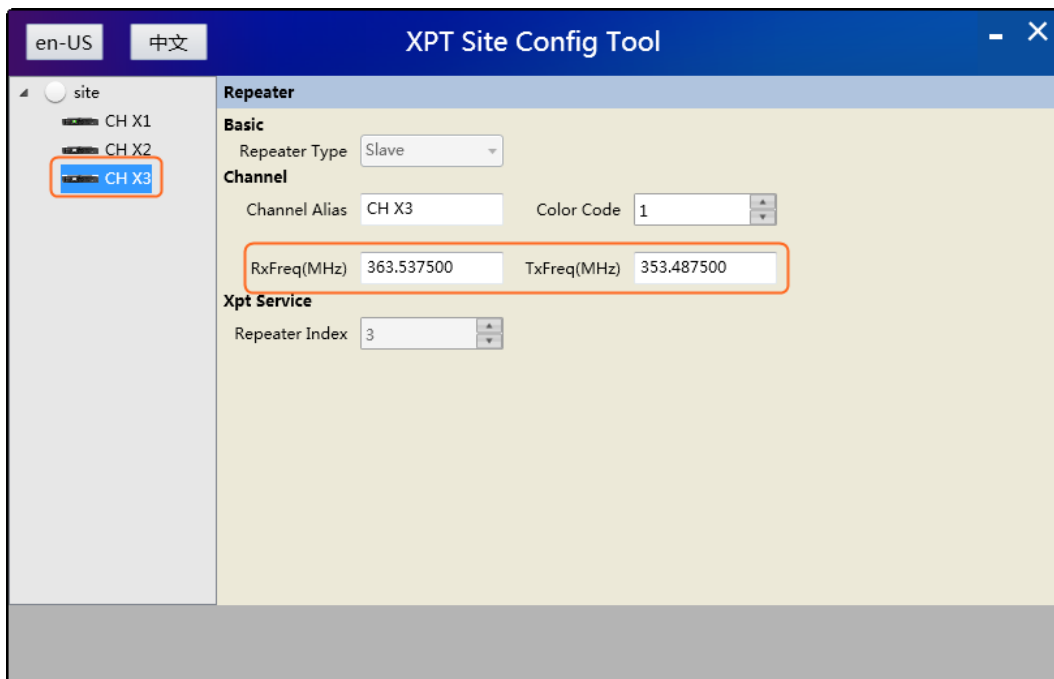 en-US 中文 XPT Site Config Tool
site
CH X1
CH X2
CH X3
Repeater
Basic
Repeater Type Slave
Channel
Channel Alias CH X3 Color Code 1
RxFreq(MHz) 363.537500 TxFreq(MHz) 353.487500
Xpt Service
Repeater Index 3